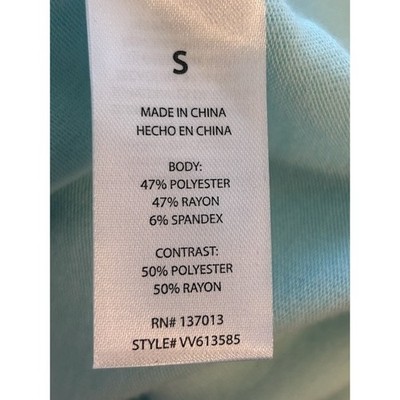 S
MADE IN CHINA
HECHO EN CHINA
BODY:
47% POLYESTER
47% RAYON
6% SPANDEX
CONTRAST:
50% POLYESTER
50% RAYON
RN# 137013
STYLE# VV613585